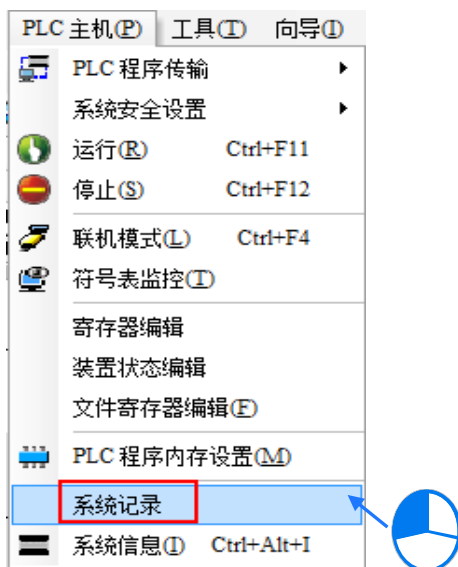 PLC 主机(P) 工具(T) 向导(I)
PLC 程序传输
系统安全设置
运行(R) Ctrl+F11
停止(S) Ctrl+F12
联机模式(L) Ctrl+F4
符号表监控(T)
寄存器编辑
装置状态编辑
文件寄存器编辑(F)
PLC 程序内存设置(M)
系统记录
系统信息(I) Ctrl+Alt+I